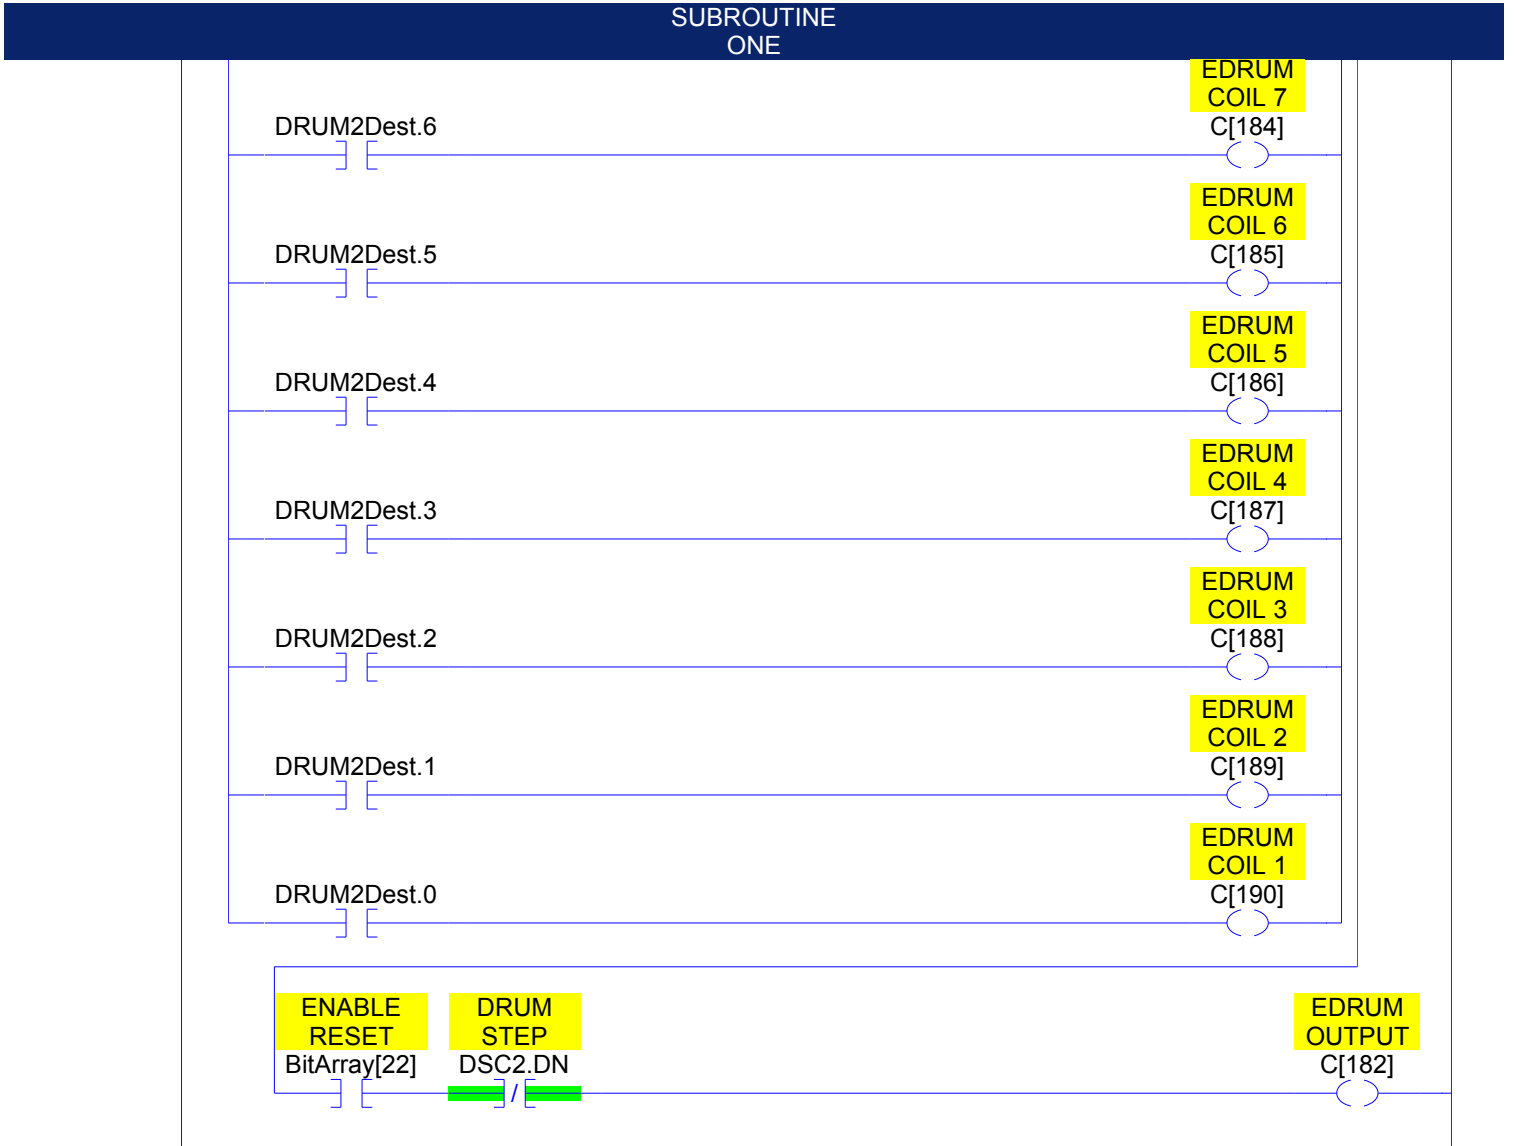 SUBROUTINE
ONE
EDRUM
COIL 7
DRUM2Dest.6 C[184]
EDRUM
COIL 6
DRUM2Dest.5 C[185]
EDRUM
COIL 5
DRUM2Dest.4 C[186]
EDRUM
COIL 4
DRUM2Dest.3 C[187]
EDRUM
COIL 3
DRUM2Dest.2 C[188]
EDRUM
COIL 2
DRUM2Dest.1 C[189]
EDRUM
COIL 1
DRUM2Dest.0 C[190]
ENABLE DRUM EDRUM
RESET STEP OUTPUT
BitArray[22] DSC2.DN C[182]
/